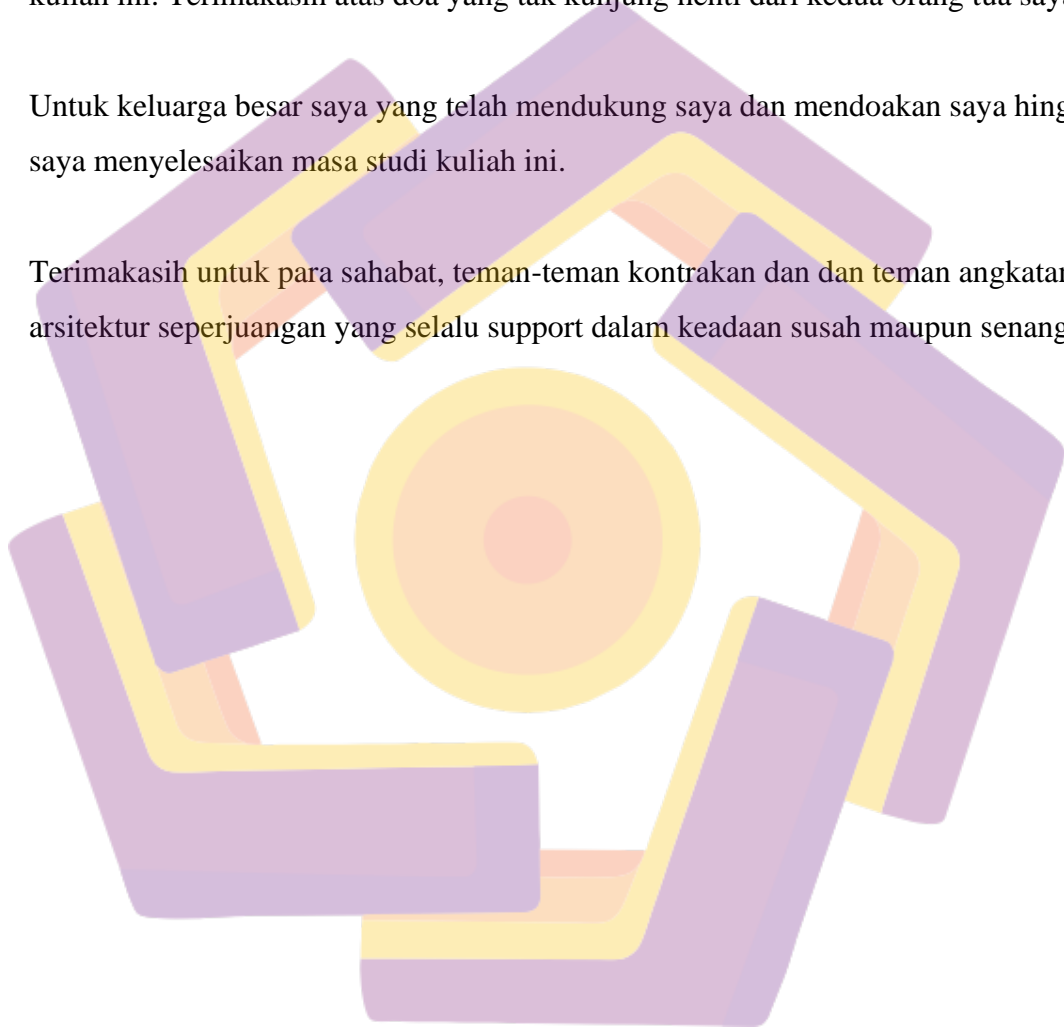 kuliah ini. Terimakasih atas doa yang tak kunjung henti dari kedua orang tua saya
Untuk keluarga besar saya yang telah mendukung saya dan mendoakan saya hing
saya menyelesaikan masa studi kuliah ini.
Terimakasih untuk para sahabat, teman-teman kontrakan dan dan teman angkatan
arsitektur seperjuangan yang selalu support dalam keadaan susah maupun senang